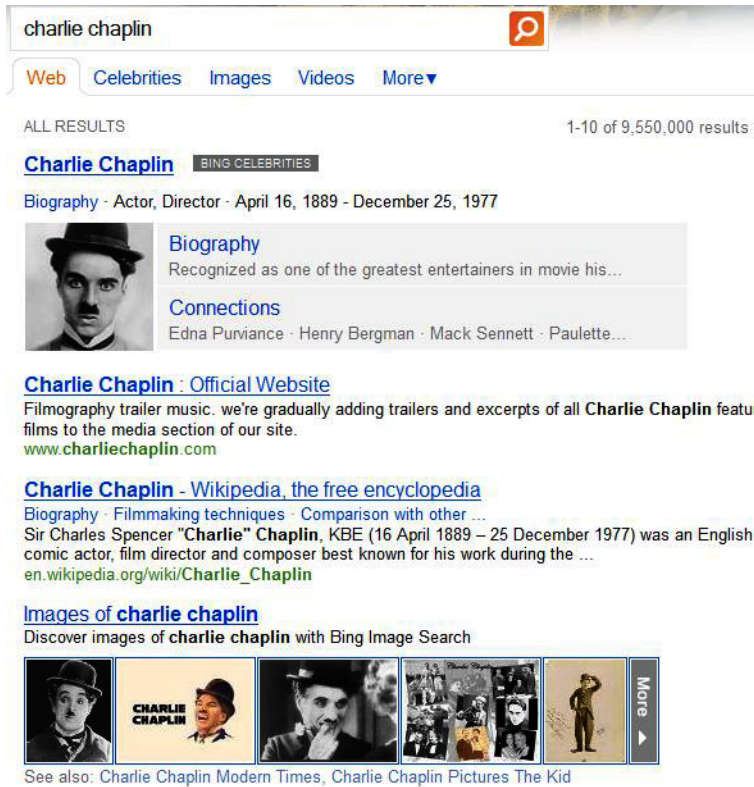 charlie chaplin
Web Celebrities Images Videos More▼
ALL RESULTS 1-10 of 9,550,000 results
Charlie Chaplin BING CELEBRITIES
Biography · Actor, Director · April 16, 1889 - December 25, 1977
Biography
Recognized as one of the greatest entertainers in movie his...
Connections
Edna Purviance · Henry Bergman · Mack Sennett · Paulette...
Charlie Chaplin : Official Website
Filmography trailer music. we're gradually adding trailers and excerpts of all Charlie Chaplin featu
films to the media section of our site.
www.charliechaplin.com
Charlie Chaplin - Wikipedia, the free encyclopedia
Biography · Filmmaking techniques · Comparison with other ...
Sir Charles Spencer "Charlie" Chaplin, KBE (16 April 1889 – 25 December 1977) was an English
comic actor, film director and composer best known for his work during the ...
en.wikipedia.org/wiki/Charlie_Chaplin
Images of charlie chaplin
Discover images of charlie chaplin with Bing Image Search
CHARLIE
CHAPLIN
Charlie Chaplin
More
See also: Charlie Chaplin Modern Times, Charlie Chaplin Pictures The Kid